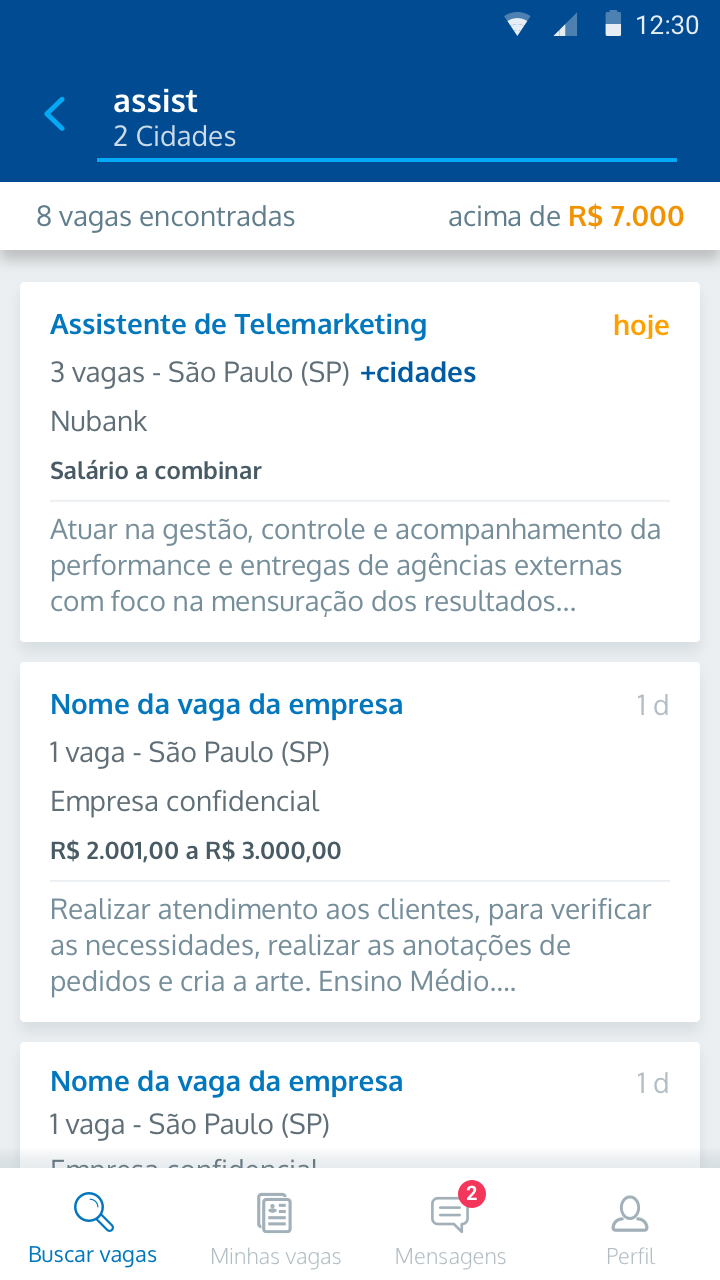 12:30
assist
2 Cidades
8 vagas encontradas acima de R$ 7.000
Assistente de Telemarketing hoje
3 vagas - São Paulo (SP) +cidades
Nubank
Salário a combinar
Atuar na gestão, controle e acompanhamento da
performance e entregas de agências externas
com foco na mensuração dos resultados...
Nome da vaga da empresa 1 d
1 vaga - São Paulo (SP)
Empresa confidencial
R$ 2.001,00 a R$ 3.000,00
Realizar atendimento aos clientes, para verificar
as necessidades, realizar as anotações de
pedidos e cria a arte. Ensino Médio....
Nome da vaga da empresa 1 d
1 vaga - São Paulo (SP)
Empresa confidencial
2
Buscar vagas Minhas vagas Mensagens Perfil